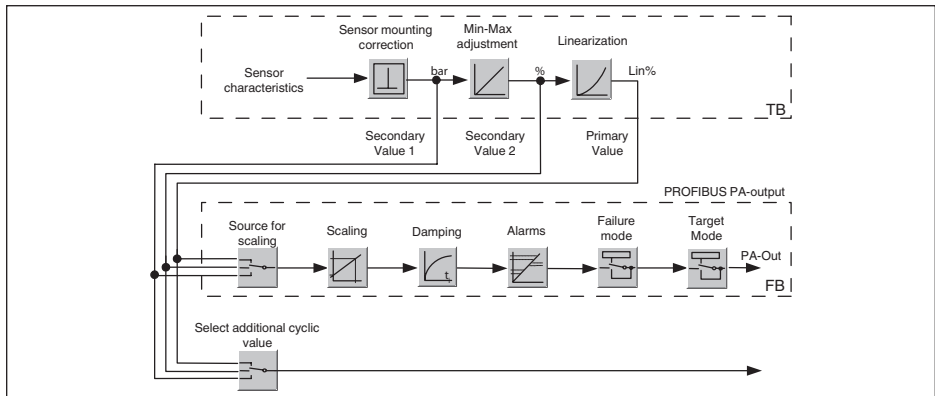 Sensor mounting
correction
Min-Max
adjustment
Linearization
Sensor
characteristics
bar
%
Lin%
TB
Secondary
Value 1
Secondary
Value 2
Primary
Value
PROFIBUS PA-output
Source for
scaling
Scaling
Damping
Alarms
Failure
mode
Target
Mode
PA-Out
t
FB
Select additional cyclic
value